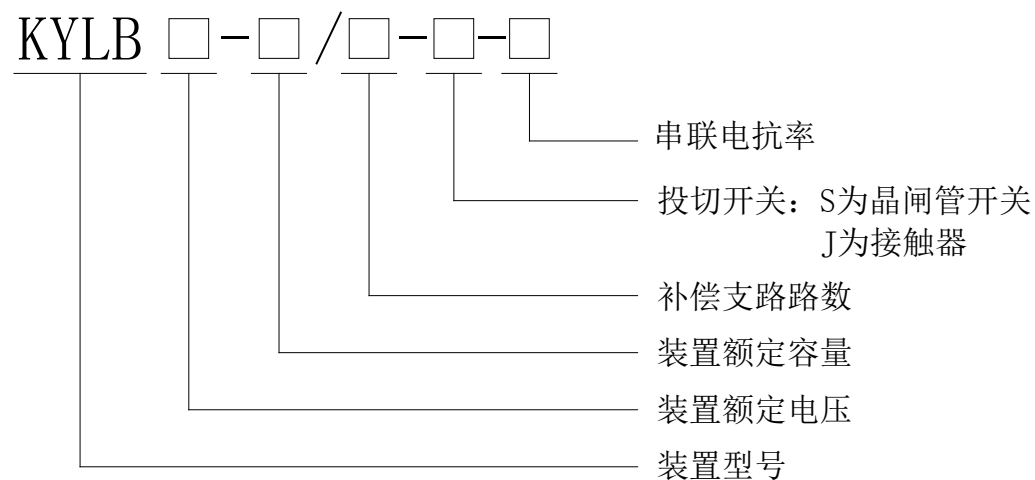 KYLB □-□/□-□-□
串联电抗率
投切开关：S为晶闸管开关
J为接触器
补偿支路路数
装置额定容量
装置额定电压
装置型号